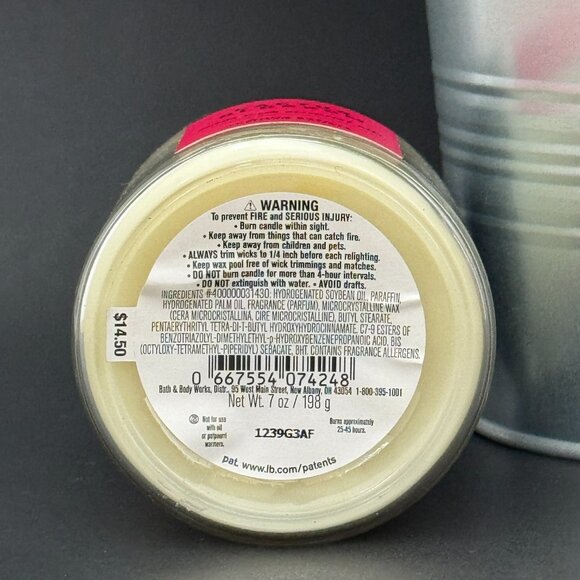 ⚠ WARNING
To prevent FIRE and SERIOUS INJURY:
• Burn candle within sight.
• Keep away from things that can catch fire.
• Keep away from children and pets.
• ALWAYS trim wicks to 1/4 inch before each relighting.
• Keep wax pool free of wick trimmings and matches.
• DO NOT burn candle for more than 4-hour intervals.
• DO NOT extinguish with water. • AVOID drafts.
INGREDIENTS #400000031430: HYDROGENATED SOYBEAN OIL, PARAFFIN,
HYDROGENATED PALM OIL, FRAGRANCE (PARFUM), MICROCRYSTALLINE WAX
(CERA MICROCRISTALLINA, CIRE MICROCRISTALLINE), BUTYL STEARATE,
PENTAERYTHRITYL TETRA-DI-T-BUTYL HYDROXYHYDROCINNAMATE, C7-9 ESTERS OF
BENZOTRIAZOLYL-DIMETHYLETHYL-p-HYDROXYBENZENEPROPANOIC ACID, BIS
(OCTYLOXY-TETRAMETHYL-PIPERIDYL) SEBACATE, BHT. CONTAINS FRAGRANCE ALLERGENS.
$14.50
0 667554 074248
Bath & Body Works, Distr., 95 West Main Street, New Albany, OH 43054 1-800-395-1001
Net Wt. 7 oz / 198 g
Not for use
with oil
or potpourri
warmers.
1239G3AF
Burns approximately
25-45 hours.
pat. www.lb.com/patents